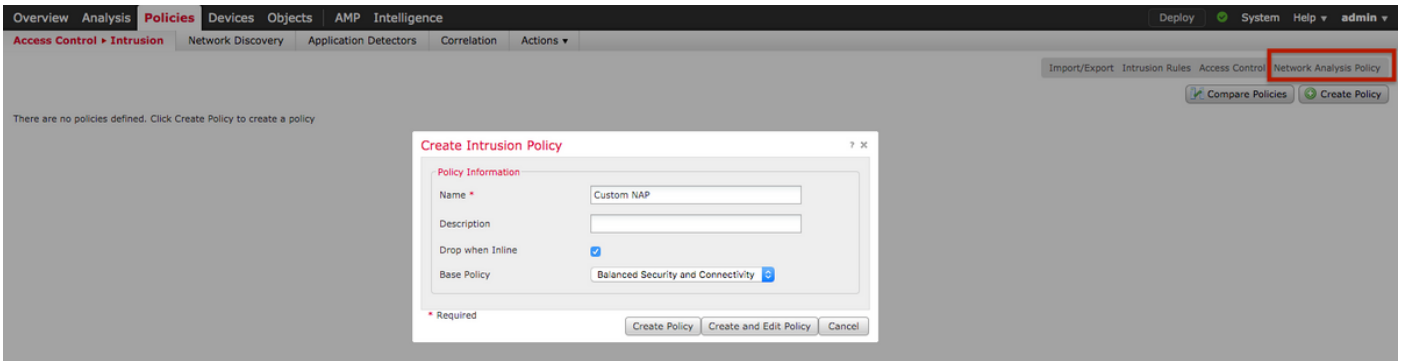 Overview Analysis Policies Devices Objects AMP Intelligence Deploy System Help ▾ admin ▾
Access Control ▸ Intrusion Network Discovery Application Detectors Correlation Actions ▾
Import/Export Intrusion Rules Access Control Network Analysis Policy
Compare Policies Create Policy
There are no policies defined. Click Create Policy to create a policy
Create Intrusion Policy ? ×
Policy Information
Name * Custom NAP
Description
Drop when Inline
Base Policy Balanced Security and Connectivity
* Required
Create Policy Create and Edit Policy Cancel